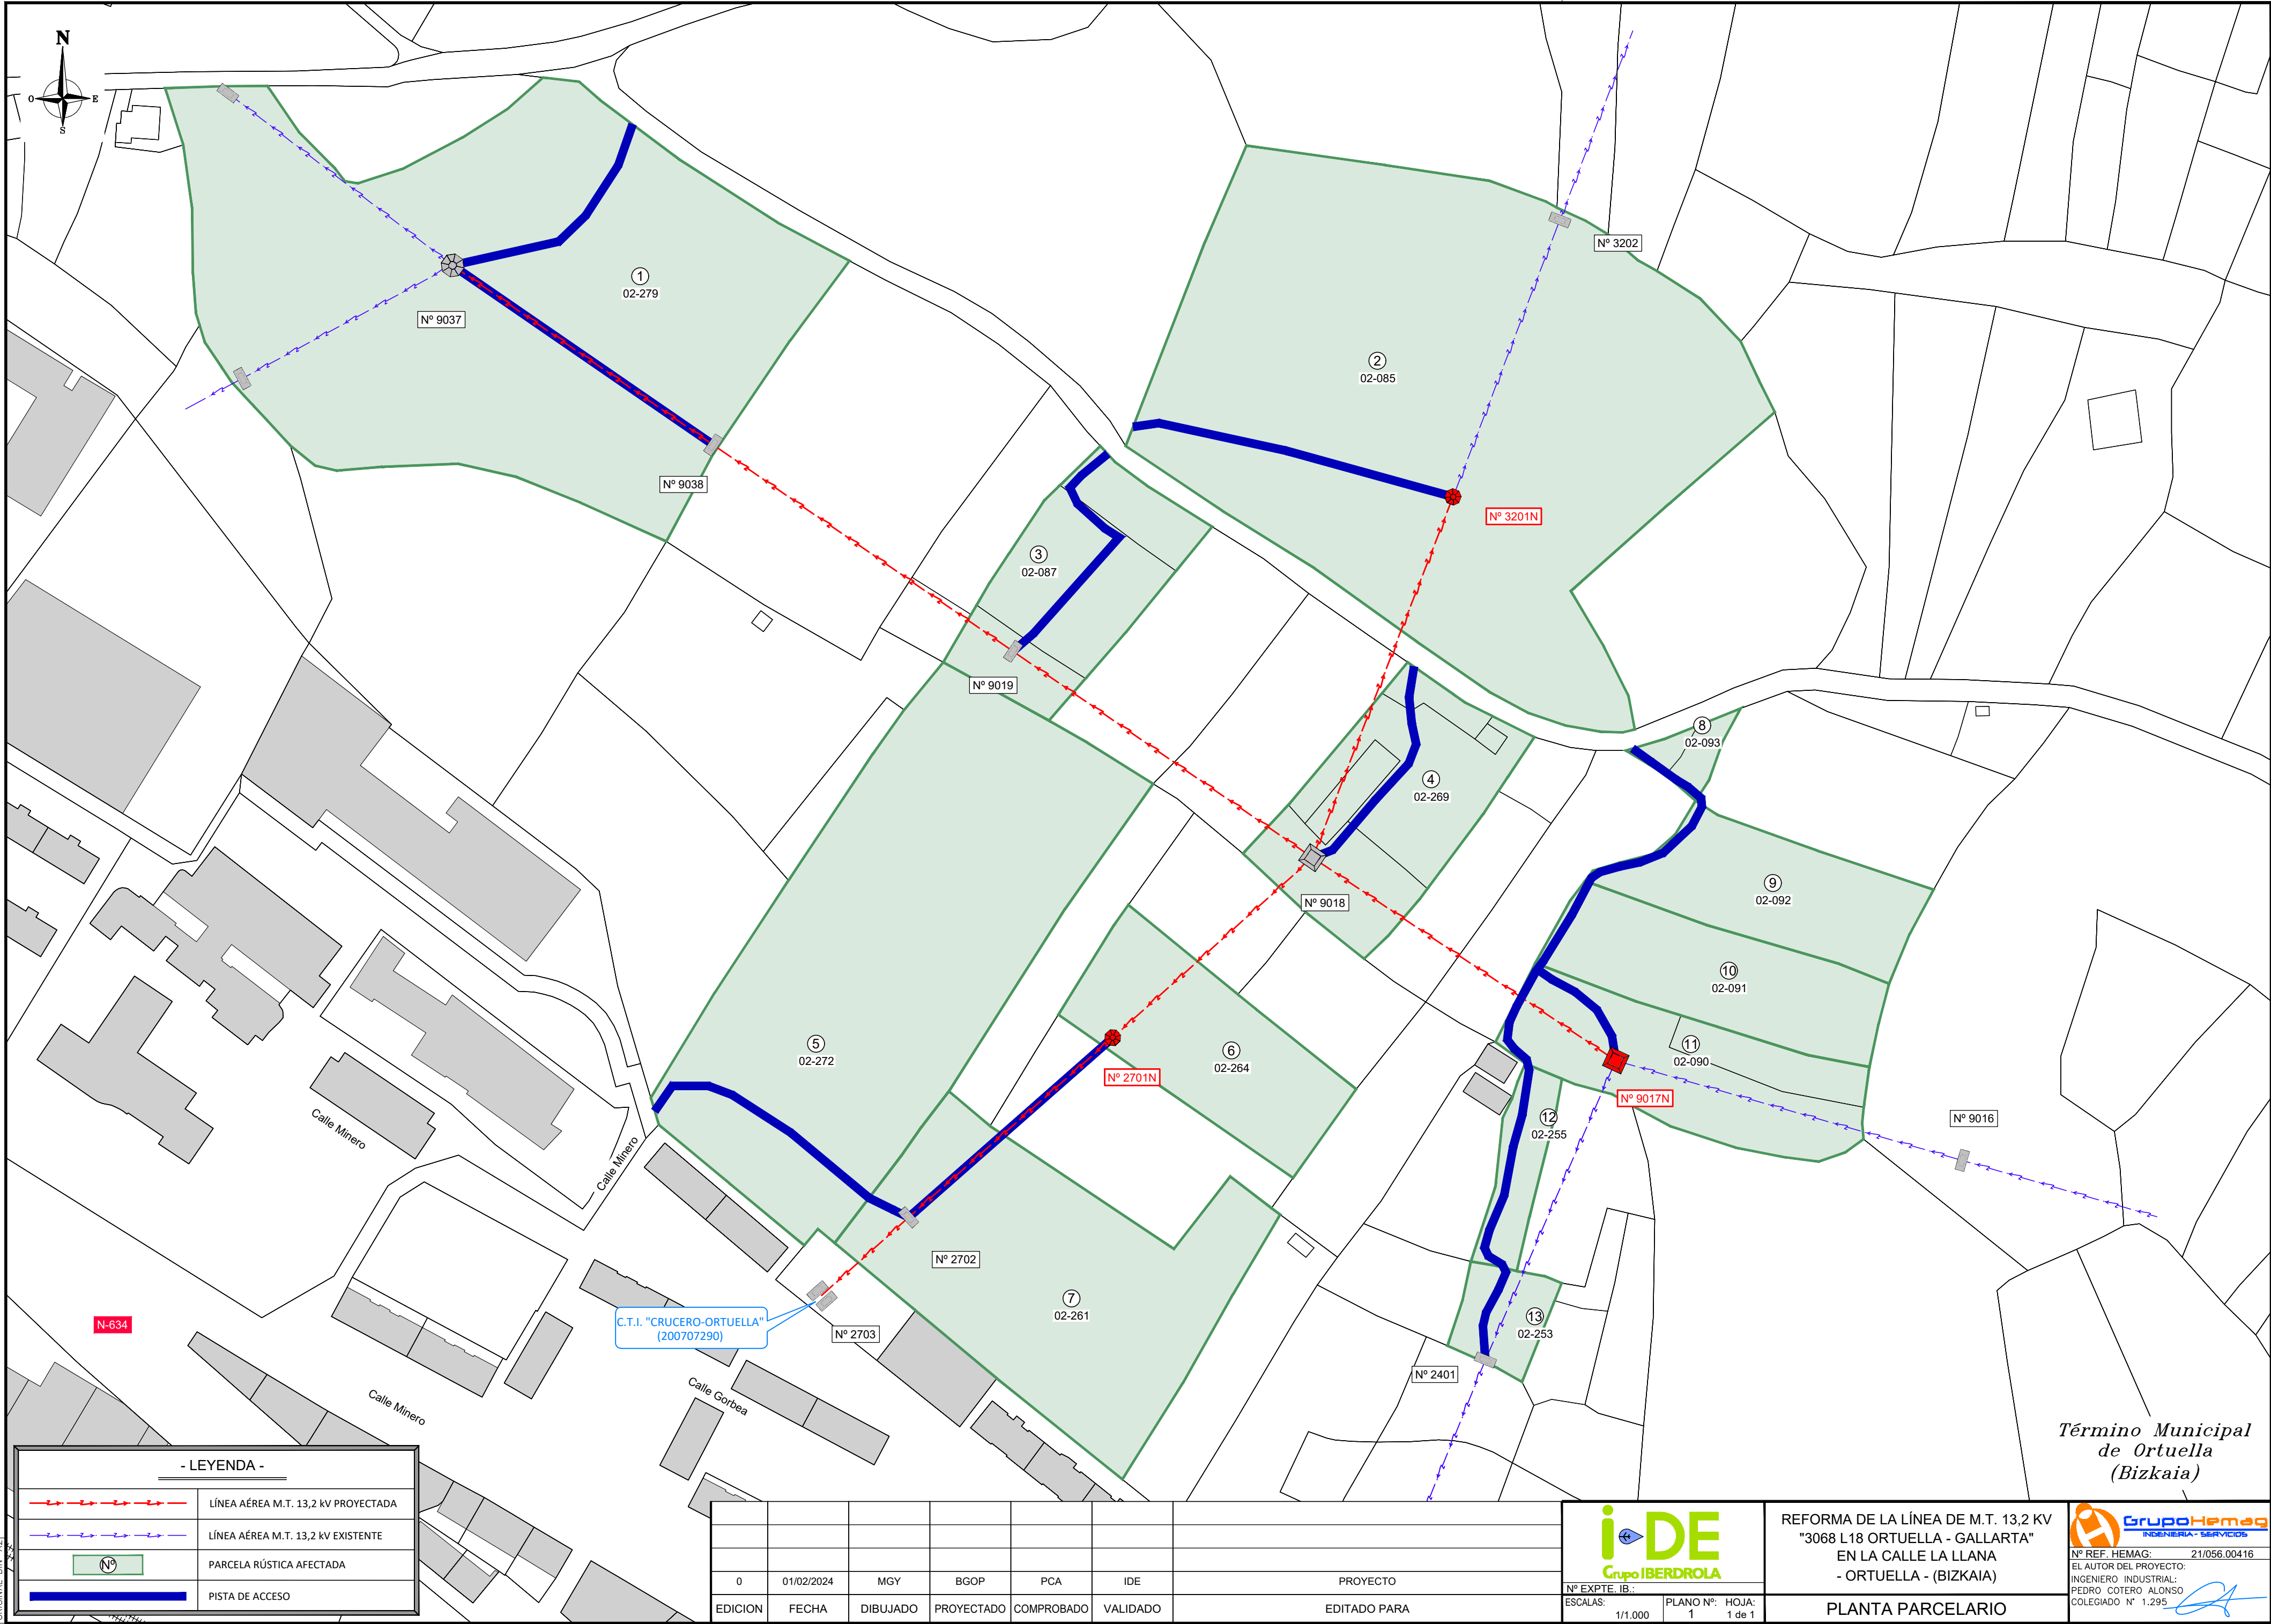 N
O
E
S
1
02-279
Nº 9037
Nº 9038
2
02-085
Nº 3202
Nº 3201N
3
02-087
Nº 9019
4
02-269
Nº 9018
8
02-093
9
02-092
10
02-091
11
02-090
Nº 9017N
Nº 9016
12
02-255
13
02-253
Nº 2401
5
02-272
6
02-264
Nº 2701N
7
02-261
Nº 2702
Nº 2703
C.T.I. "CRUCERO-ORTUELLA"
(200707290)
Calle Minero
Calle Minero
Calle Minero
Calle Gorbea
N-634
Término Municipal
de Ortuella
(Bizkaia)
- LEYENDA -
LÍNEA AÉREA M.T. 13,2 kV PROYECTADA
LÍNEA AÉREA M.T. 13,2 kV EXISTENTE
Nº
PARCELA RÚSTICA AFECTADA
PISTA DE ACCESO
0 01/02/2024 MGY BGOP PCA IDE PROYECTO
EDICION FECHA DIBUJADO PROYECTADO COMPROBADO VALIDADO EDITADO PARA
i-DE
Grupo IBERDROLA
Nº EXPTE. IB.:
ESCALAS:
1/1.000
PLANO Nº:
1
HOJA:
1 de 1
REFORMA DE LA LÍNEA DE M.T. 13,2 KV
"3068 L18 ORTUELLA - GALLARTA"
EN LA CALLE LA LLANA
- ORTUELLA - (BIZKAIA)
PLANTA PARCELARIO
GrupoHemag
INGENIERIA - SERVICIOS
Nº REF. HEMAG: 21/056.00416
EL AUTOR DEL PROYECTO:
INGENIERO INDUSTRIAL:
PEDRO COTERO ALONSO
COLEGIADO Nº 1.295